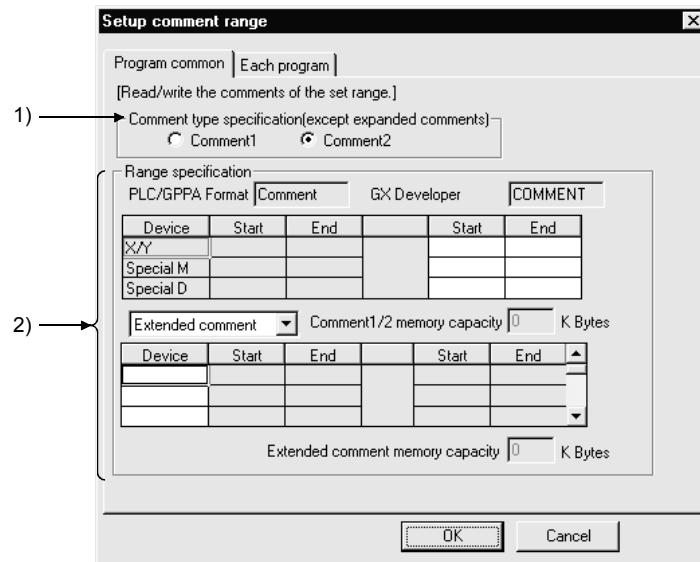 Setup comment range
Program common Each program
[Read/write the comments of the set range.]
1)
Comment type specification(except expanded comments)
Comment1 Comment2
Range specification
PLC/GPPA Format Comment GX Developer COMMENT
Device Start End Start End
X/Y
Special M
Special D
2)
Extended comment Comment1/2 memory capacity 0 K Bytes
Device Start End Start End
Extended comment memory capacity 0 K Bytes
OK Cancel